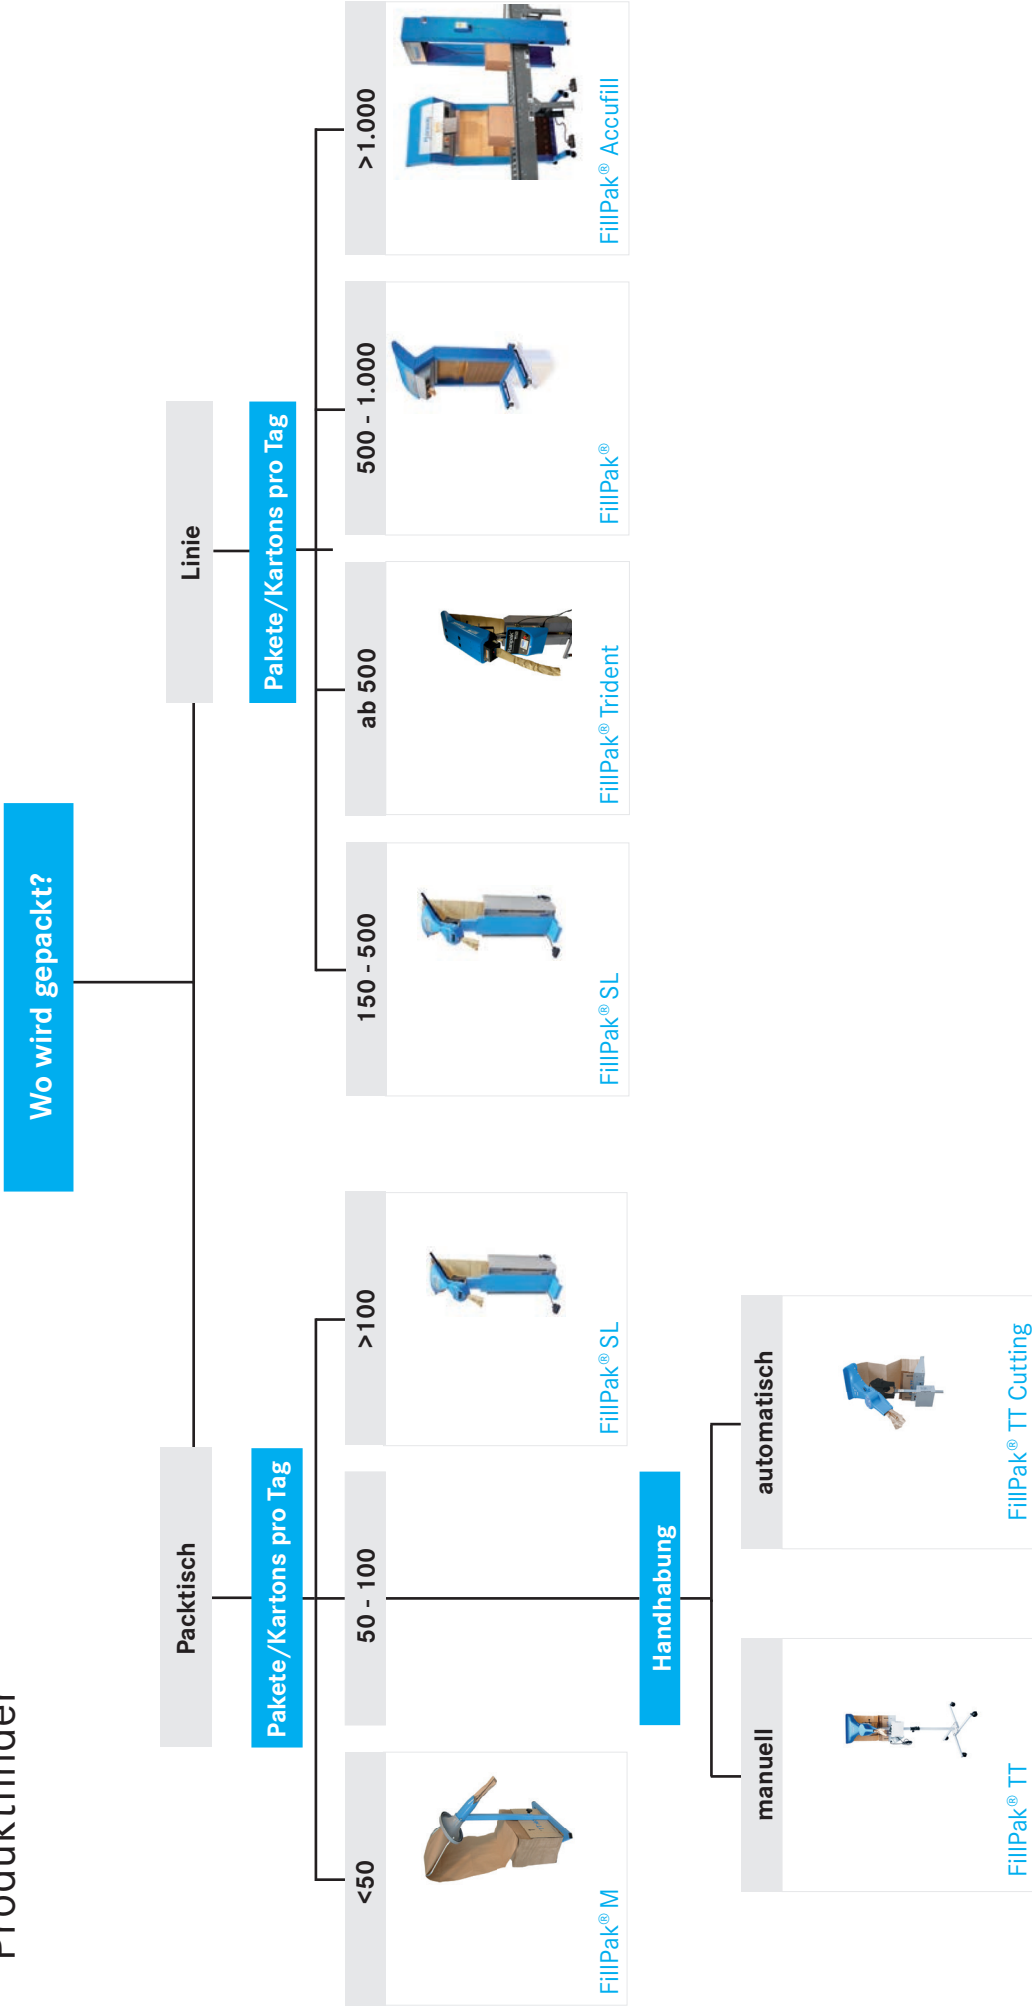 Produktfinder
Wo wird gepackt?
Packtisch
Linie
Pakete/Kartons pro Tag
Pakete/Kartons pro Tag
<50
50 - 100
>100
150 - 500
ab 500
500 - 1.000
>1.000
FillPak® M
FillPak® SL
FillPak® SL
FillPak® Trident
FillPak®
FillPak® Accufill
Handhabung
manuell
automatisch
FillPak® TT
FillPak® TT Cutting